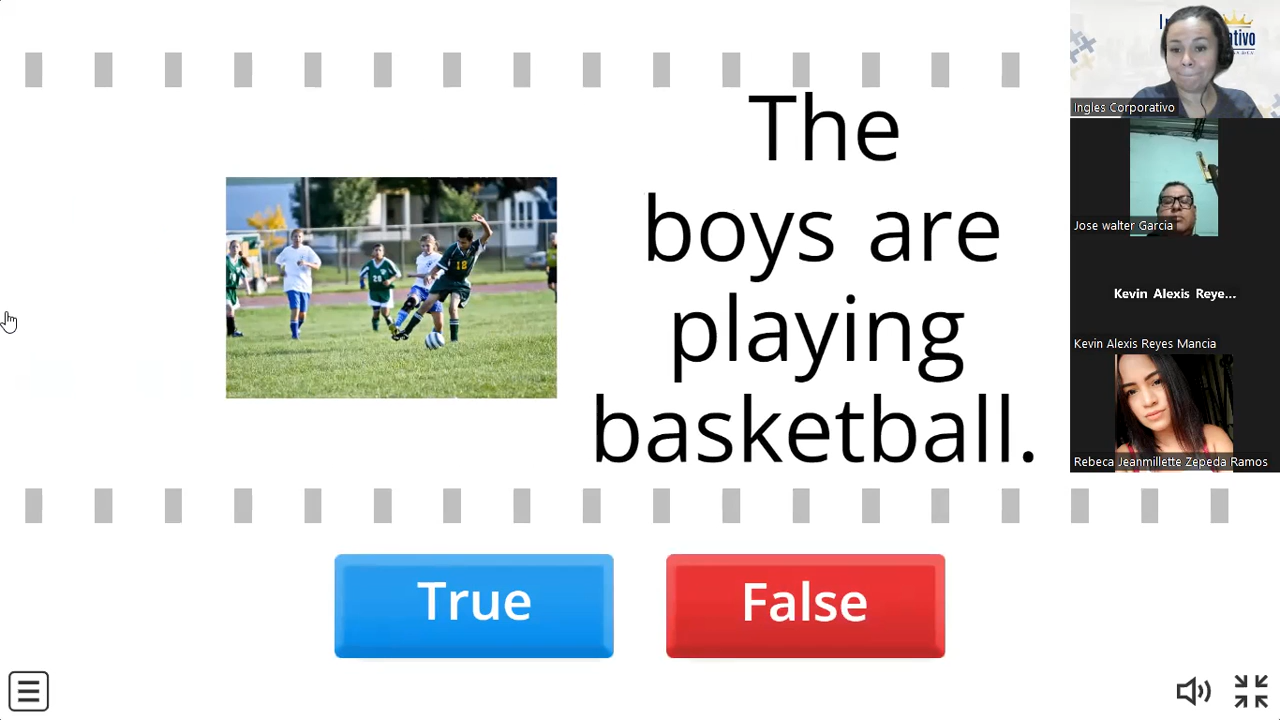 The
boys are
playing
basketball.
True
False
Ingles Corporativo
Jose walter Garcia
Kevin Alexis Reye...
Kevin Alexis Reyes Mancia
Rebeca Jeanmillette Zepeda Ramos
18